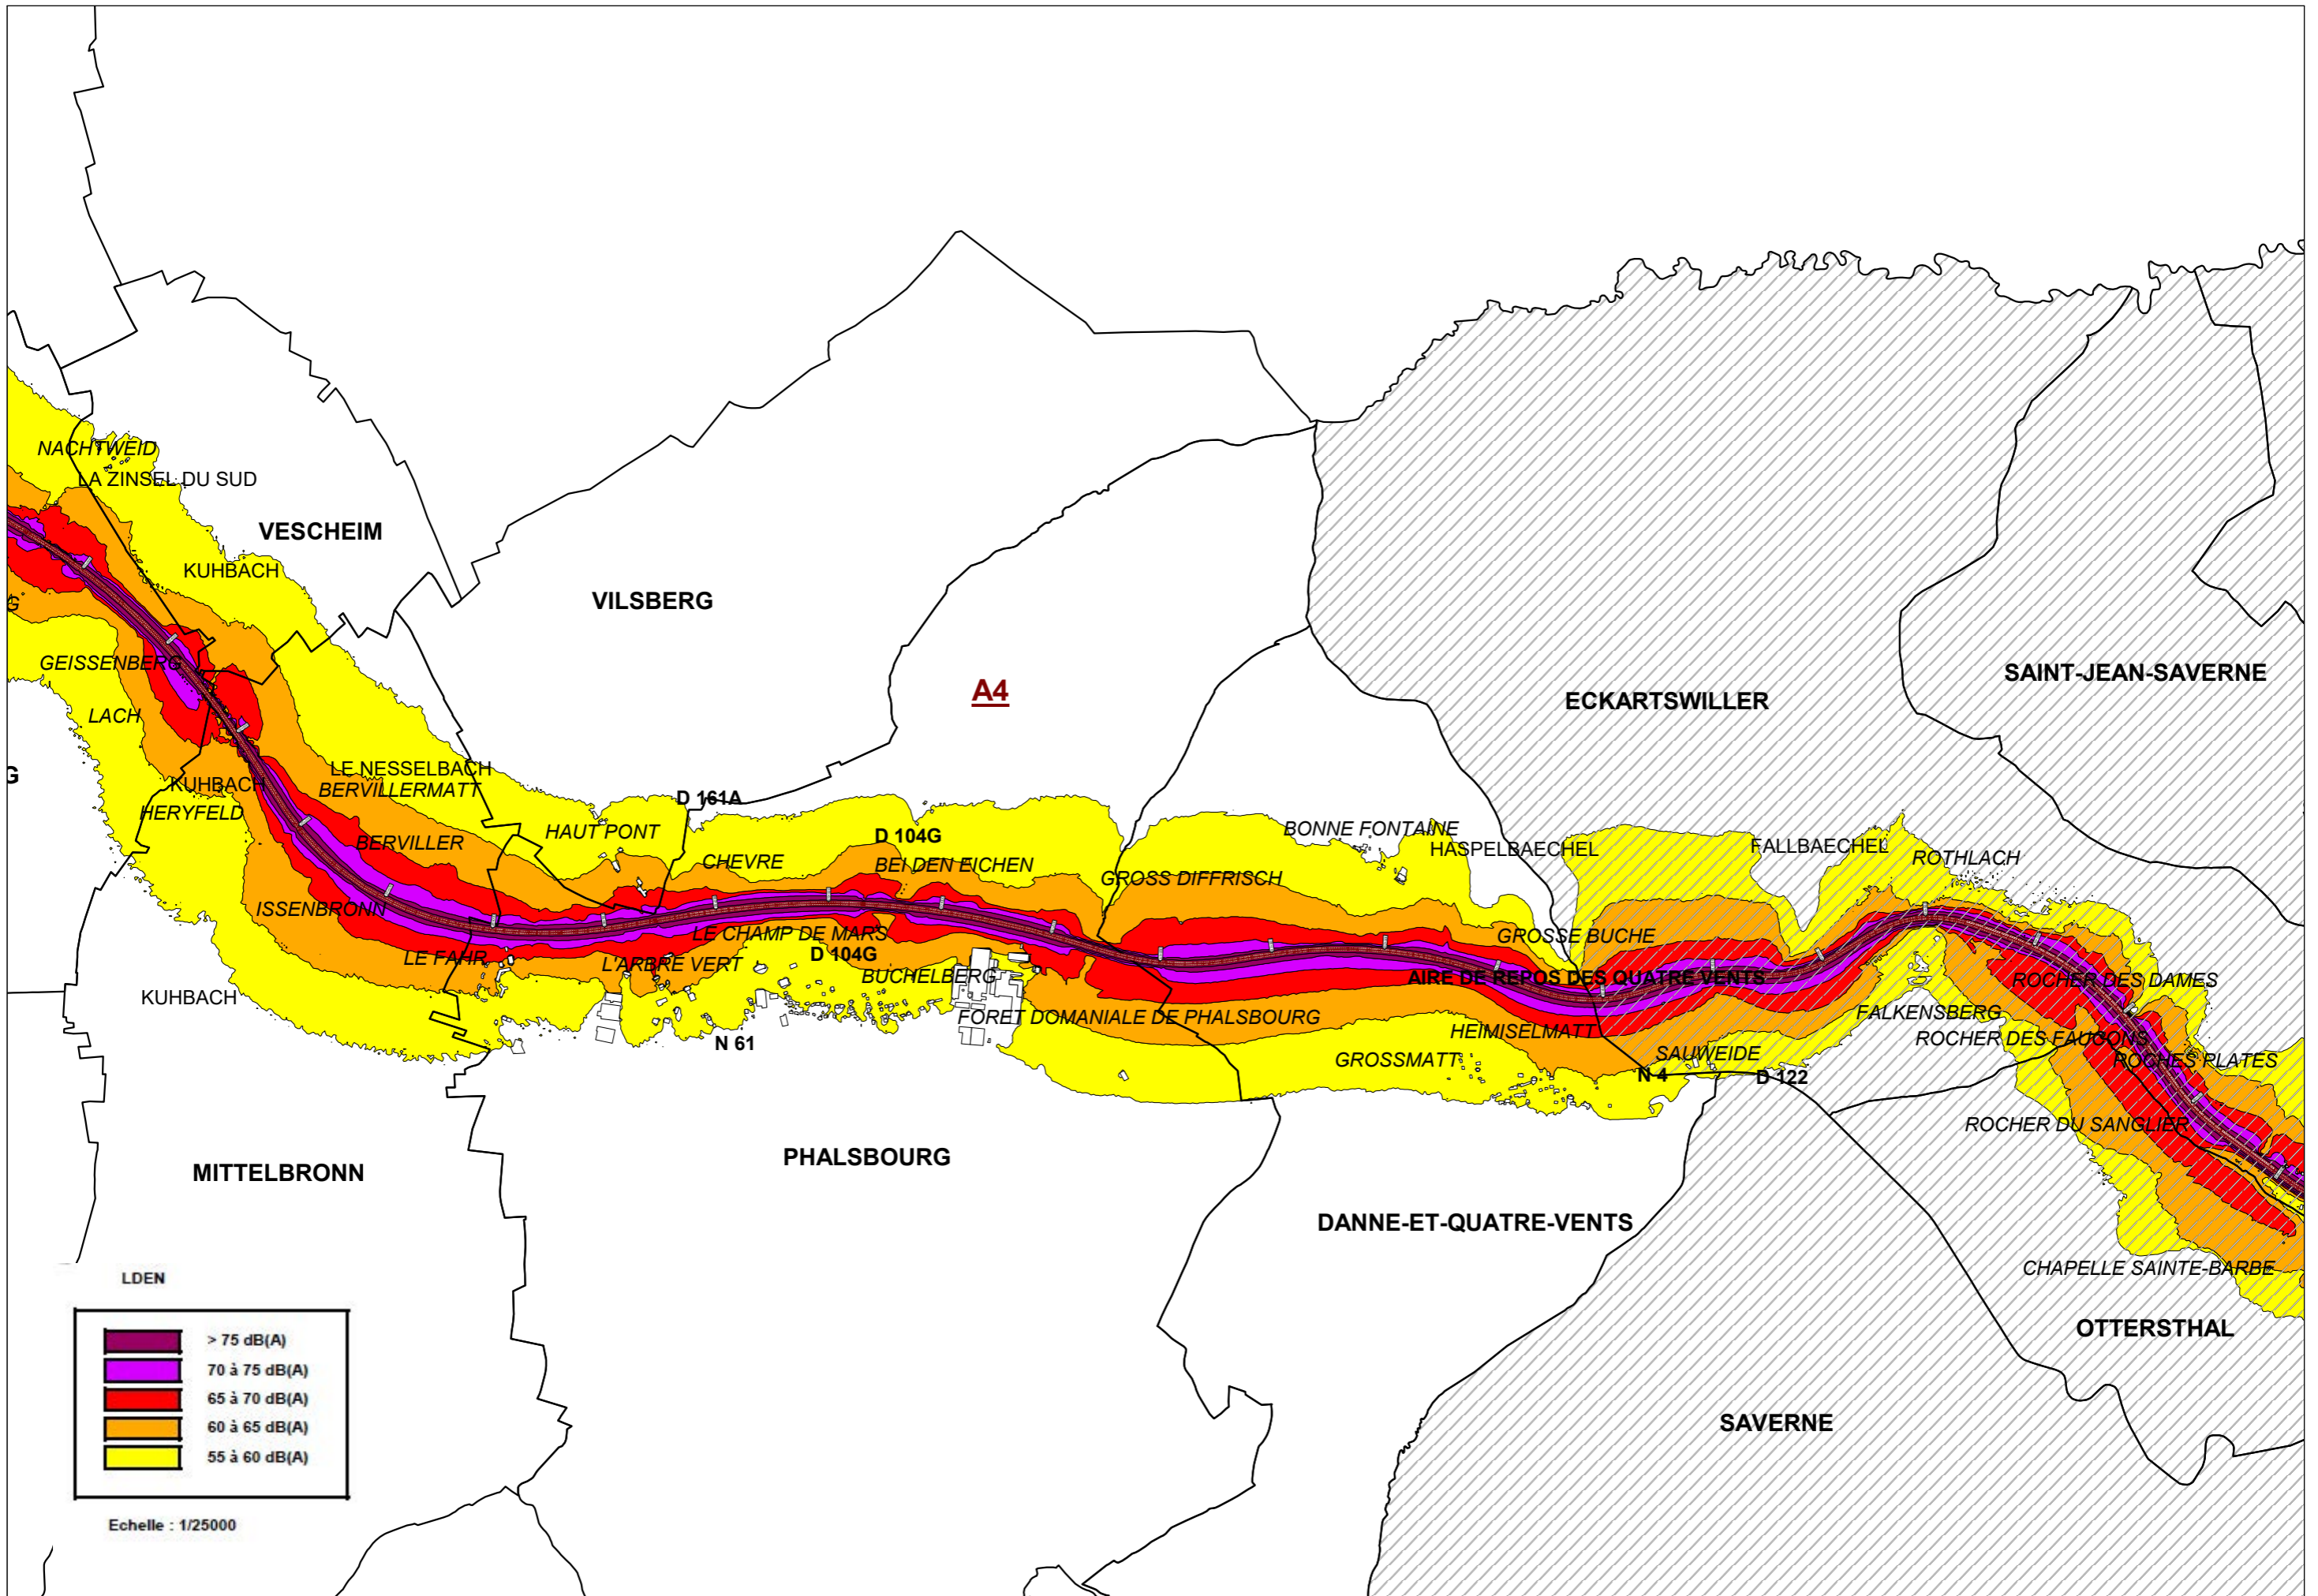 NACHTWEID
LA ZINSEL DU SUD
VESCHEIM
KUHBACH
VILSBERG
G
GEISSENBERG
A4
SAINT-JEAN-SAVERNE
ECKARTSWILLER
LACH
G
LE NESSELBACH
KUHBACH
BERVILLERMATT
D 161A
HERYFELD
HAUT PONT
D 104G
BONNE FONTAINE
BERVILLER
HASPELBAECHEL
FALLBAECHEL
ROTHLACH
CHEVRE
BEI DEN EICHEN
GROSS DIFFRISCH
ISSENBRONN
LE CHAMP DE MARS
GROSSE BUCHE
LE FAHR
L'ARBRE VERT
D 104G
BUCHELBERG
AIRE DE REPOS DES QUATRE VENTS
ROCHER DES DAMES
KUHBACH
FORET DOMANIALE DE PHALSBOURG
FALKENSBERG
HEIMISELMATT
N 61
ROCHER DES FAUCONS
GROSSMATT
SAUWEIDE
ROCHES PLATES
N 4
D 122
ROCHER DU SANGLIER
PHALSBOURG
MITTELBRONN
DANNE-ET-QUATRE-VENTS
CHAPELLE SAINTE-BARBE
OTTERSTHAL
SAVERNE
LDEN
> 75 dB(A)
70 à 75 dB(A)
65 à 70 dB(A)
60 à 65 dB(A)
55 à 60 dB(A)
Echelle : 1/25000